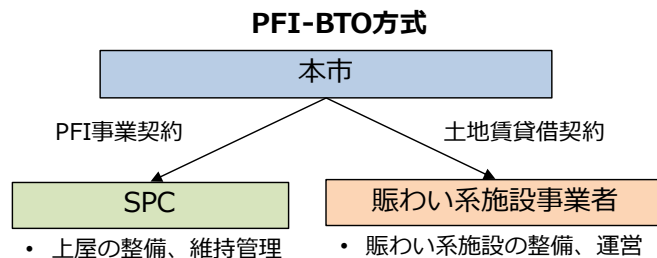 PFI-BTO方式
本市
PFI事業契約
土地賃貸借契約
SPC
賑わい系施設事業者
• 上屋の整備、維持管理
• 賑わい系施設の整備、運営